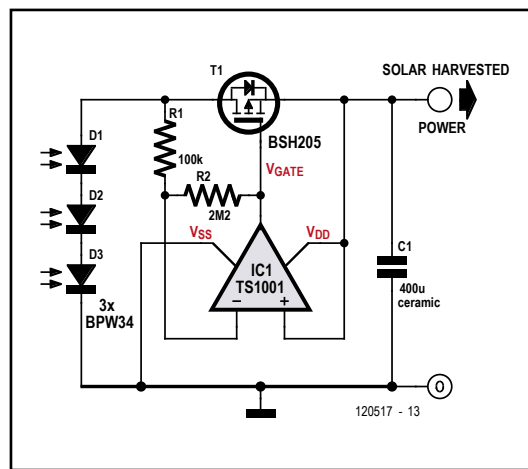 T1
SOLAR HARVESTED
POWER
BSH205
R1
100k
D1
VGATE
R2
2M2
D2
VSS
VDD
D3
IC1
TS1001
C1
400u
ceramic
3x
BPW34
− +
0
120517 - 13